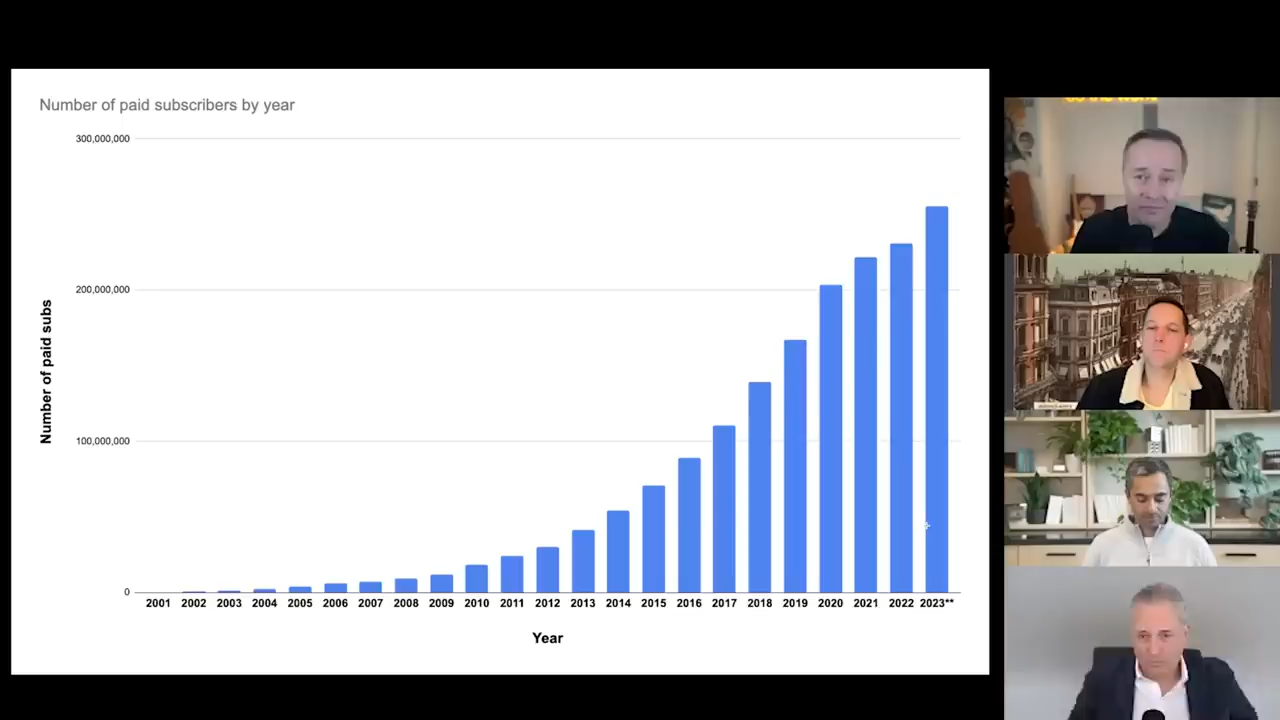 Number of paid subscribers by year
300,000,000
200,000,000
100,000,000
0
Number of paid subs
2001 2002 2003 2004 2005 2006 2007 2008 2009 2010 2011 2012 2013 2014 2015 2016 2017 2018 2019 2020 2021 2022 2023**
Year